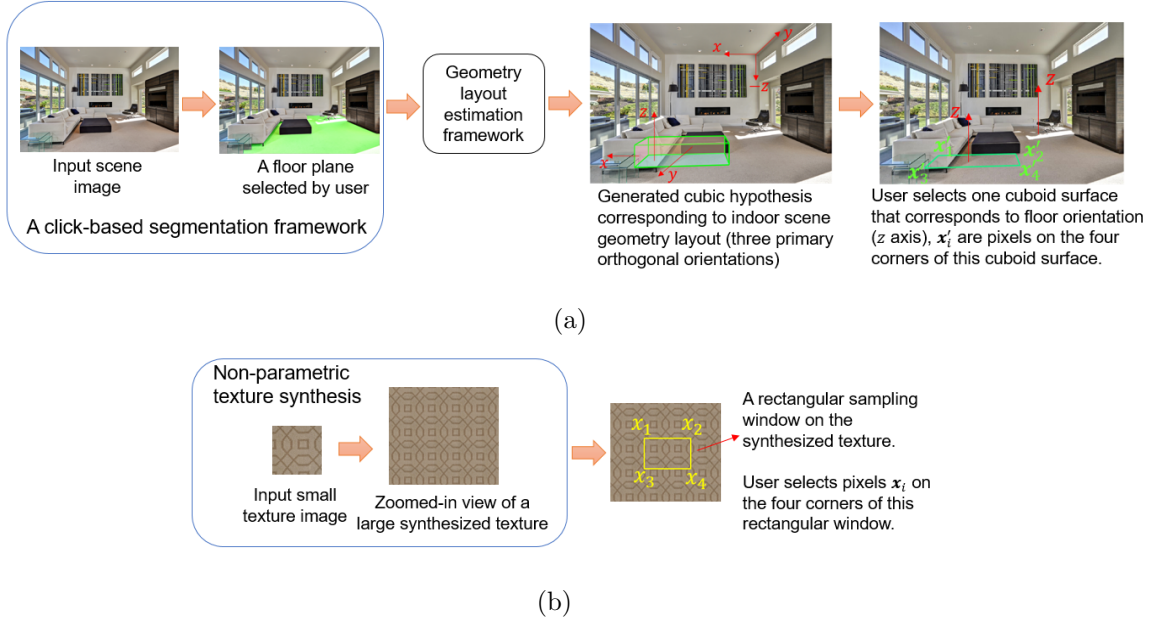 Input scene
image
A floor plane
selected by user
A click-based segmentation framework
Geometry
layout
estimation
framework
x
y
−z
z
x
y
Generated cubic hypothesis
corresponding to indoor scene
geometry layout (three primary
orthogonal orientations)
z
z
x′1
x′2
x′3
x′4
User selects one cuboid surface
that corresponds to floor orientation
(z axis), x′i are pixels on the four
corners of this cuboid surface.
(a)
Non-parametric
texture synthesis
Input small
texture image
Zoomed-in view of a
large synthesized texture
x1
x2
x3
x4
A rectangular sampling
window on the
synthesized texture.
User selects pixels xi on
the four corners of this
rectangular window.
(b)